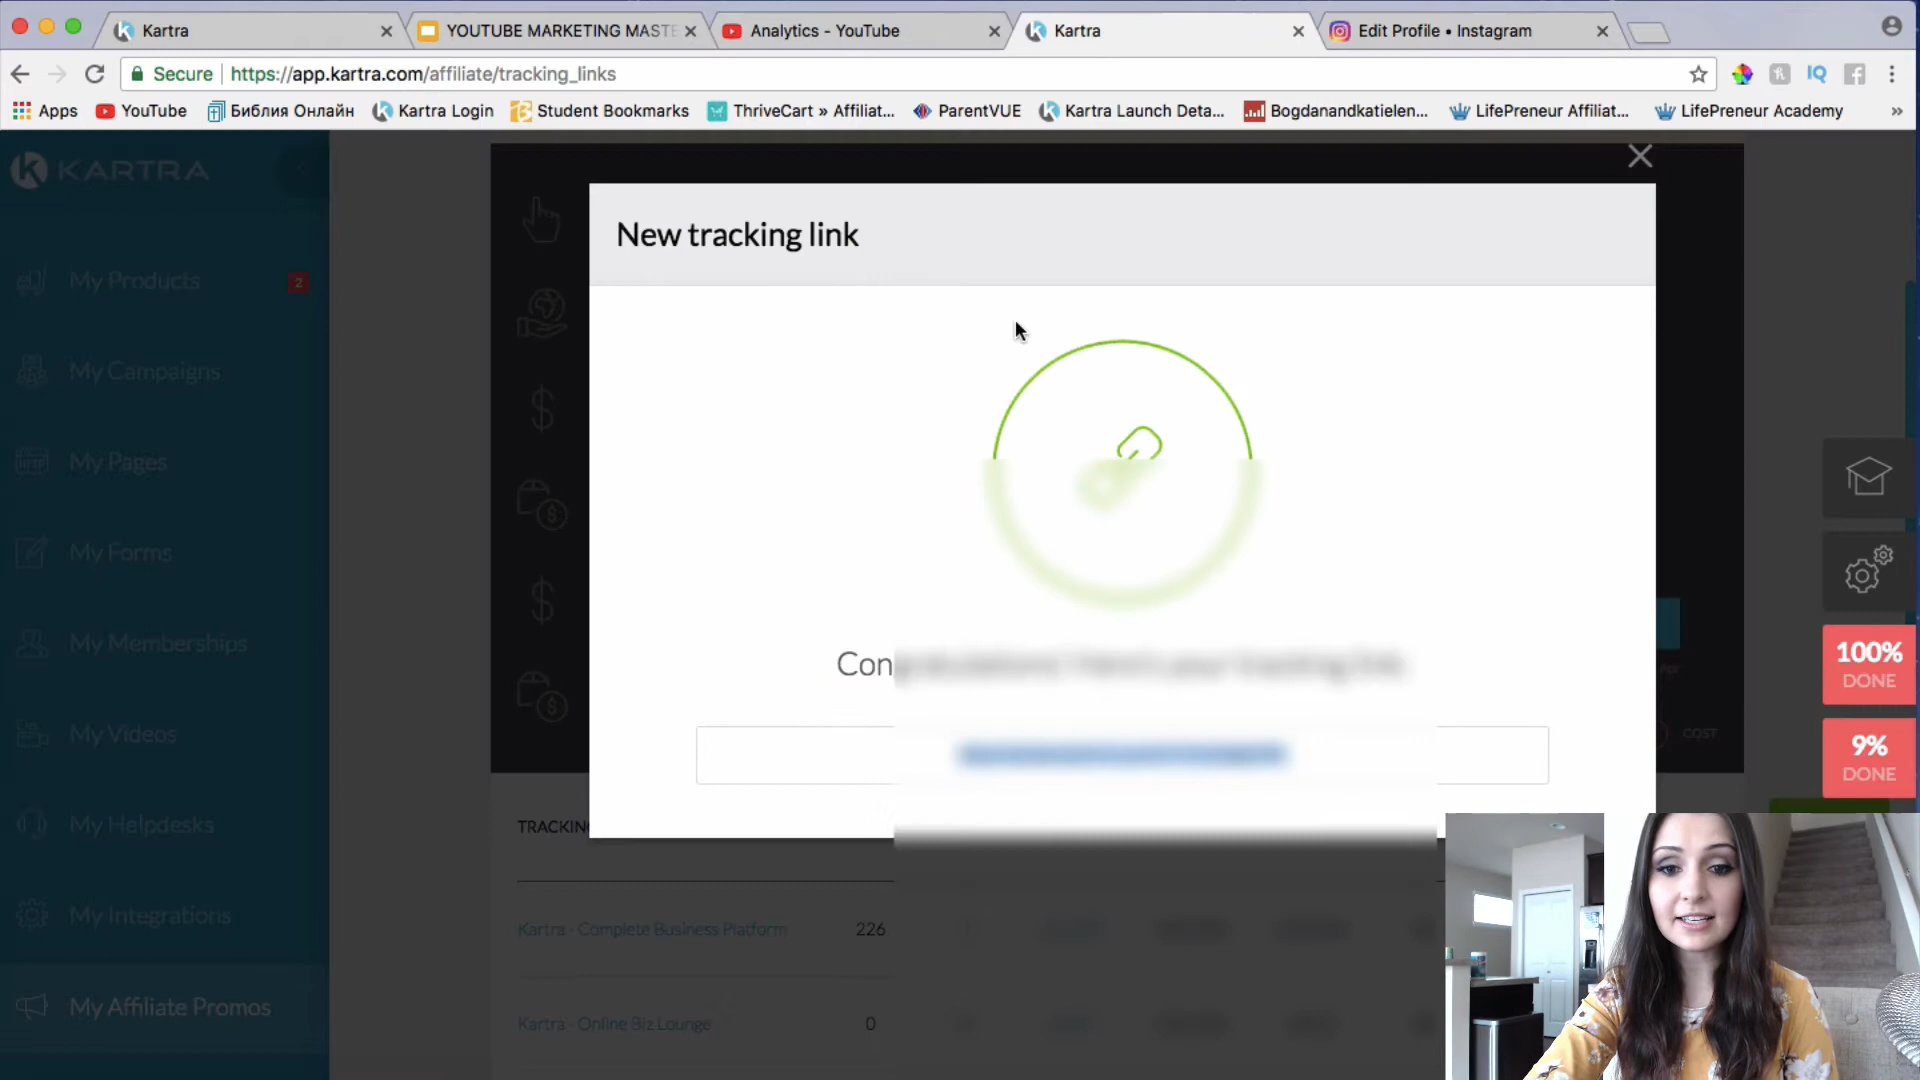 Kartra
YOUTUBE MARKETING MASTE
Analytics - YouTube
Kartra
Edit Profile • Instagram
Secure
https://app.kartra.com/affiliate/tracking_links
IQ
Apps
YouTube
Библия Онлайн
Kartra Login
Student Bookmarks
ThriveCart » Affiliat...
ParentVUE
Kartra Launch Deta...
Bogdanandkatielen...
LifePreneur Affiliat...
LifePreneur Academy
»
KARTRA
New tracking link
My Products
2
My Campaigns
My Pages
My Forms
My Memberships
100%
DONE
Con
My Videos
COST
9%
DONE
My Helpdesks
TRACKIN
My Integrations
Kartra - Complete Business Platform
226
My Affiliate Promos
Kartra - Online Biz Lounge
0